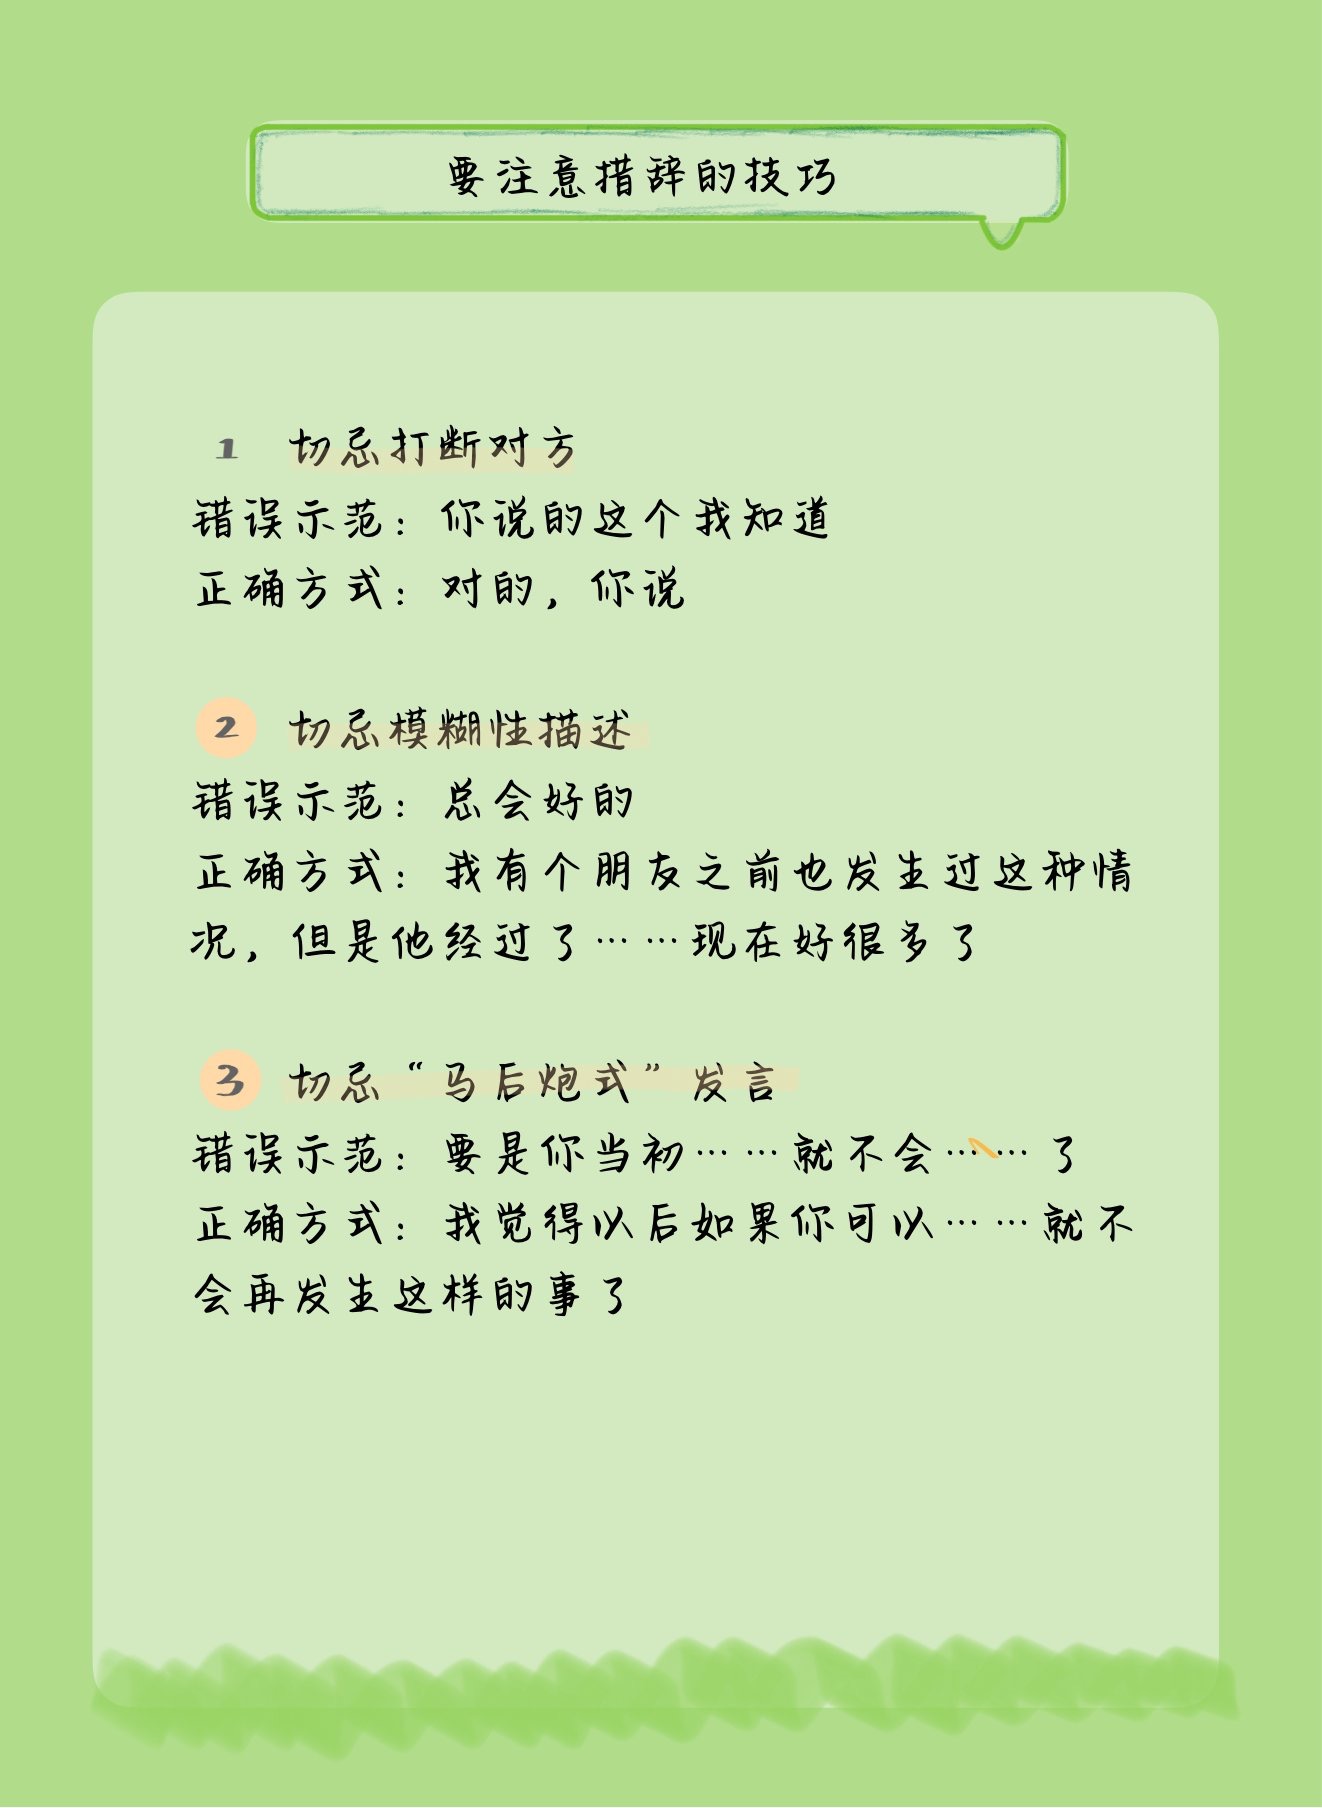 要注意措辞的技巧
1 切忌打断对方
错误示范：你说的这个我知道
正确方式：对的，你说
2 切忌模糊性描述
错误示范：总会好的
正确方式：我有个朋友之前也发生过这种情
况，但是他经过了……现在好很多了
3 切忌“马后炮式”发言
错误示范：要是你当初……就不会……了
正确方式：我觉得以后如果你可以……就不
会再发生这样的事了